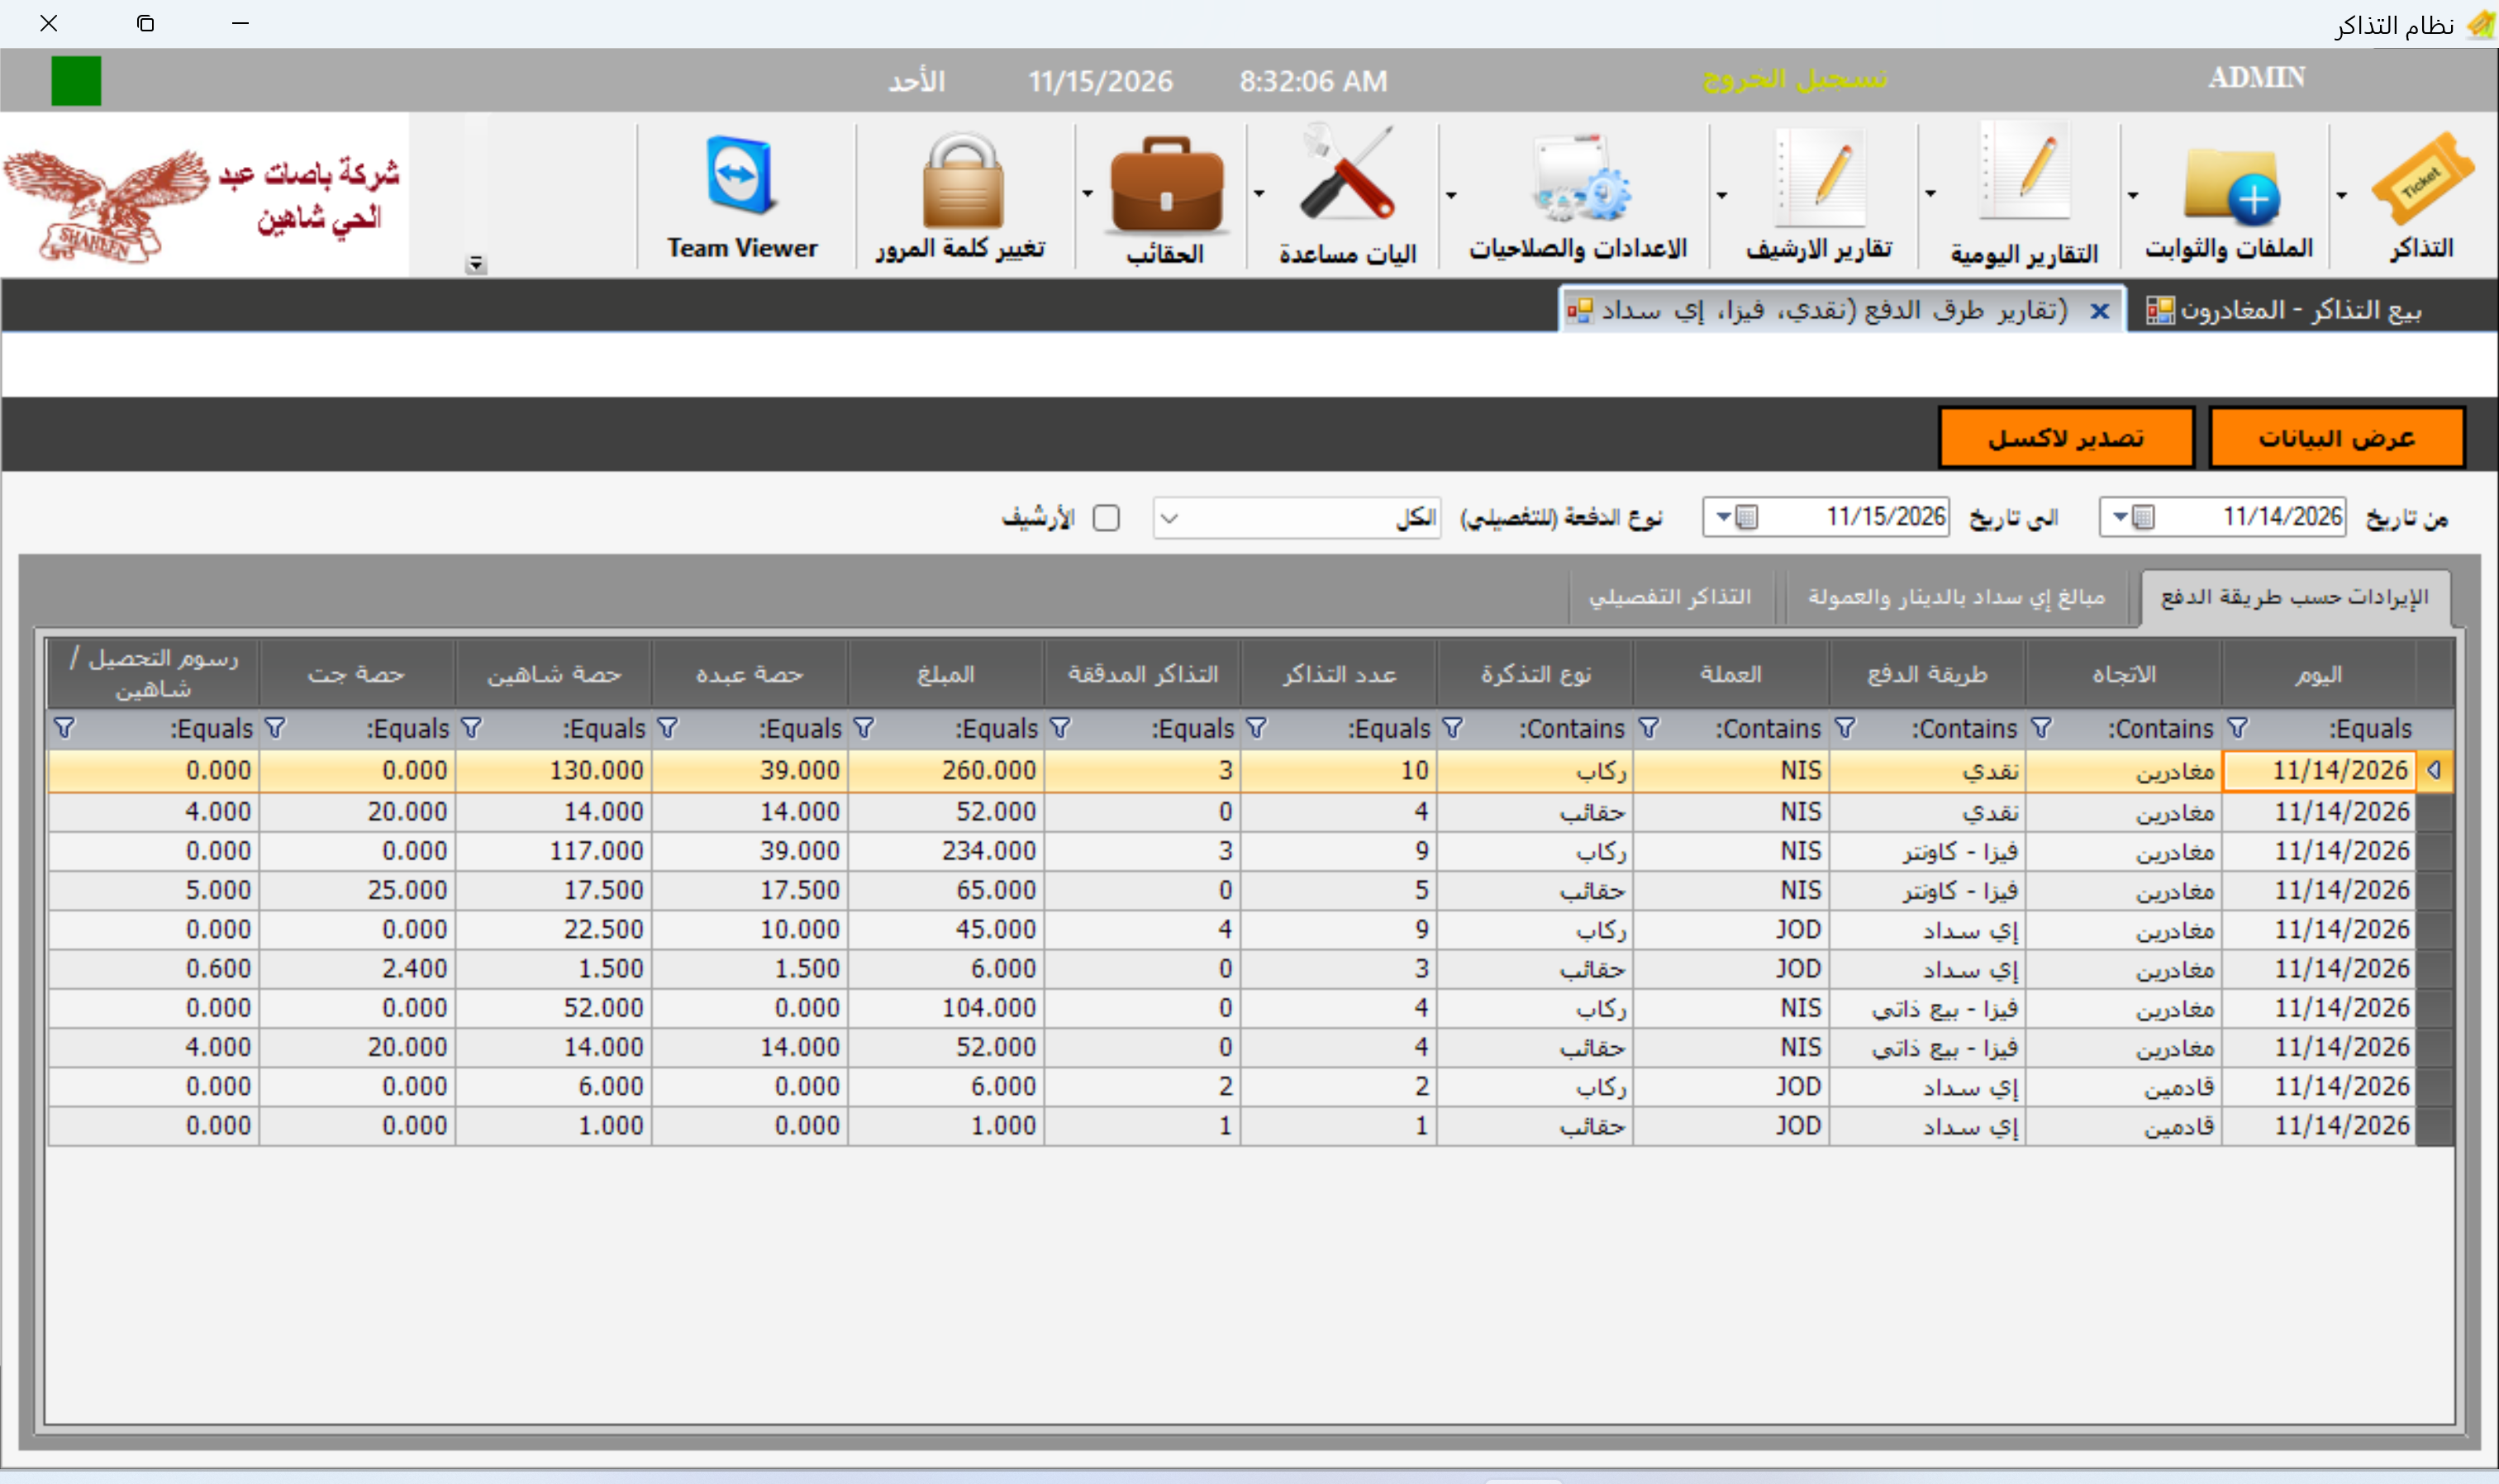 نظام التذاكر
ADMIN تسجيل الخروج 8:32:06 AM 11/15/2026 الأحد
التذاكر الملفات والثوابت التقارير اليومية تقارير الارشيف الاعدادات والصلاحيات اليات مساعدة الحقائب تغيير كلمة المرور Team Viewer
Ticket
شركة باصات عبد
الحي شاهين
SHAHEEN
بيع التذاكر - المغادرون (تقارير طرق الدفع (نقدي، فيزا، إي سداد
عرض البيانات تصدير لاكسل
من تاريخ 11/14/2026 الى تاريخ 11/15/2026 نوع الدفعة (للتفصيلي) الكل الأرشيف
الإيرادات حسب طريقة الدفع مبالغ إي سداد بالدينار والعمولة التذاكر التفصيلي
اليوم الاتجاه طريقة الدفع العملة نوع التذكرة عدد التذاكر التذاكر المدققة المبلغ حصة عبده حصة شاهين حصة جت رسوم التحصيل / شاهين
Equals: Contains: Contains: Contains: Contains: Equals: Equals: Equals: Equals: Equals: Equals: Equals:
11/14/2026 مغادرين نقدي NIS ركاب 10 3 260.000 39.000 130.000 0.000 0.000
11/14/2026 مغادرين نقدي NIS حقائب 4 0 52.000 14.000 14.000 20.000 4.000
11/14/2026 مغادرين فيزا - كاونتر NIS ركاب 9 3 234.000 39.000 117.000 0.000 0.000
11/14/2026 مغادرين فيزا - كاونتر NIS حقائب 5 0 65.000 17.500 17.500 25.000 5.000
11/14/2026 مغادرين إي سداد JOD ركاب 9 4 45.000 10.000 22.500 0.000 0.000
11/14/2026 مغادرين إي سداد JOD حقائب 3 0 6.000 1.500 1.500 2.400 0.600
11/14/2026 مغادرين فيزا - بيع ذاتي NIS ركاب 4 0 104.000 0.000 52.000 0.000 0.000
11/14/2026 مغادرين فيزا - بيع ذاتي NIS حقائب 4 0 52.000 14.000 14.000 20.000 4.000
11/14/2026 قادمين إي سداد JOD ركاب 2 2 6.000 0.000 6.000 0.000 0.000
11/14/2026 قادمين إي سداد JOD حقائب 1 1 1.000 0.000 1.000 0.000 0.000